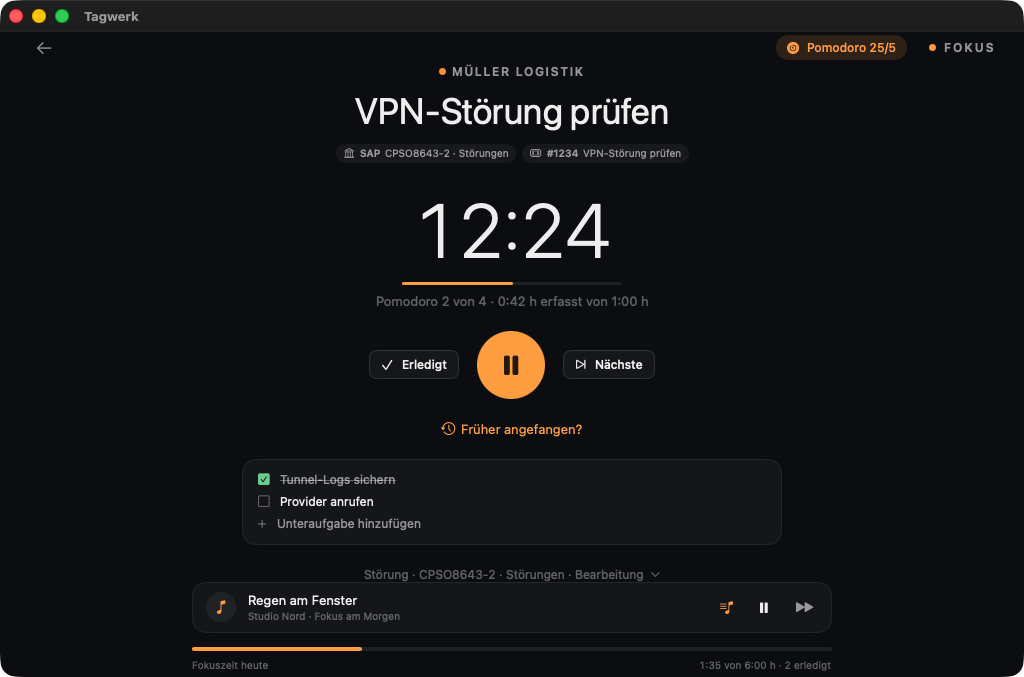 Tagwerk
Pomodoro 25/5
FOKUS
MÜLLER LOGISTIK
VPN-Störung prüfen
SAP CPSO8643-2 · Störungen
#1234 VPN-Störung prüfen
12:24
Pomodoro 2 von 4 · 0:42 h erfasst von 1:00 h
Erledigt
Nächste
Früher angefangen?
Tunnel-Logs sichern
Provider anrufen
+ Unteraufgabe hinzufügen
Störung · CPSO8643-2 · Störungen · Bearbeitung
Regen am Fenster
Studio Nord · Fokus am Morgen
Fokuszeit heute
1:35 von 6:00 h · 2 erledigt